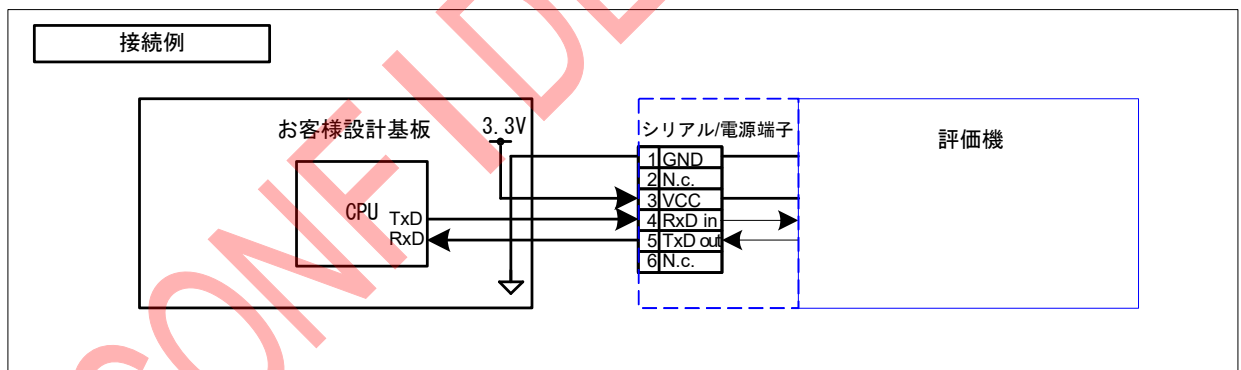 接続例
お客様設計基板
3.3V
CPU
TxD
RxD
シリアル/電源端子
1 GND
2 N.c.
3 VCC
4 RxD in
5 TxD out
6 N.c.
評価機
CONFIDE